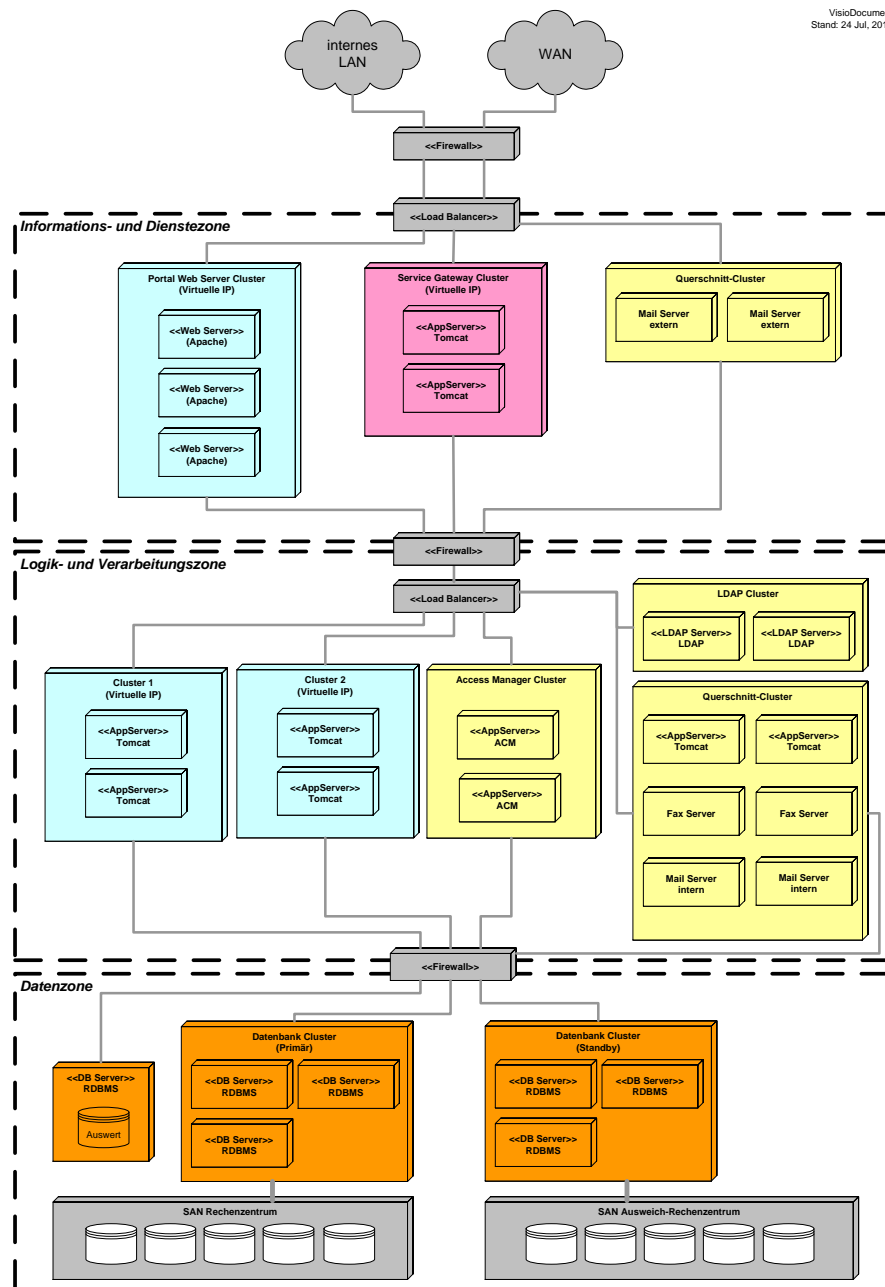 VisioDocume
Stand: 24 Jul, 201
internes
LAN
WAN
<<Firewall>>
<<Load Balancer>>
Informations- und Dienstezone
Portal Web Server Cluster
(Virtuelle IP)
<<Web Server>>
(Apache)
<<Web Server>>
(Apache)
<<Web Server>>
(Apache)
Service Gateway Cluster
(Virtuelle IP)
<<AppServer>>
Tomcat
<<AppServer>>
Tomcat
Querschnitt-Cluster
Mail Server
extern
Mail Server
extern
<<Firewall>>
Logik- und Verarbeitungszone
<<Load Balancer>>
LDAP Cluster
<<LDAP Server>>
LDAP
<<LDAP Server>>
LDAP
Cluster 1
(Virtuelle IP)
<<AppServer>>
Tomcat
<<AppServer>>
Tomcat
Cluster 2
(Virtuelle IP)
<<AppServer>>
Tomcat
<<AppServer>>
Tomcat
Access Manager Cluster
<<AppServer>>
ACM
<<AppServer>>
ACM
Querschnitt-Cluster
<<AppServer>>
Tomcat
<<AppServer>>
Tomcat
Fax Server
Fax Server
Mail Server
intern
Mail Server
intern
<<Firewall>>
Datenzone
<<DB Server>>
RDBMS
Auswert
Datenbank Cluster
(Primär)
<<DB Server>>
RDBMS
<<DB Server>>
RDBMS
<<DB Server>>
RDBMS
Datenbank Cluster
(Standby)
<<DB Server>>
RDBMS
<<DB Server>>
RDBMS
<<DB Server>>
RDBMS
SAN Rechenzentrum
SAN Ausweich-Rechenzentrum